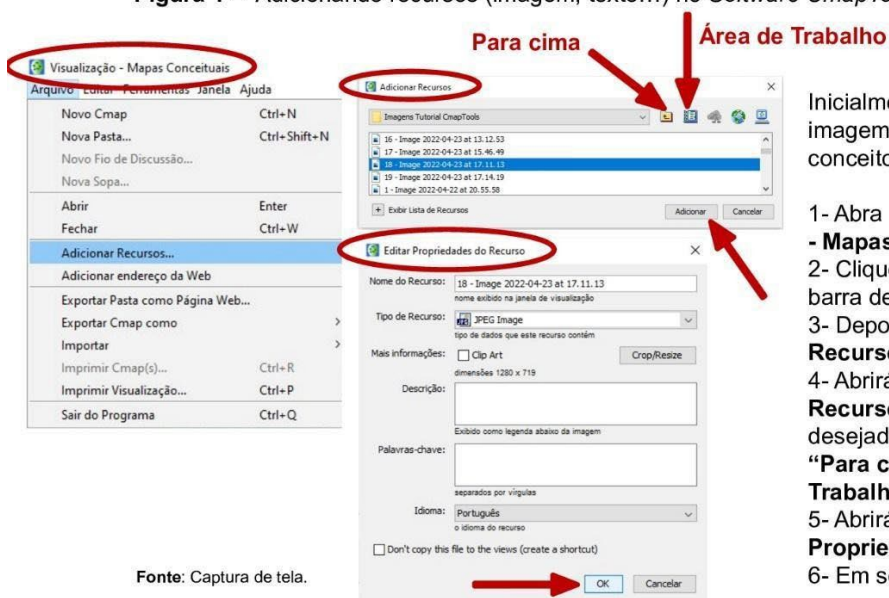 Adicionando recursos (imagem, texto...) no Software CmapTo
Para cima
Área de Trabalho
Visualização - Mapas Conceituais
Arquivo Editar Ferramentas Janela Ajuda
Novo Cmap Ctrl+N
Nova Pasta... Ctrl+Shift+N
Novo Fio de Discussão...
Nova Sopa...
Abrir Enter
Fechar Ctrl+W
Adicionar Recursos...
Adicionar endereço da Web
Exportar Pasta como Página Web...
Exportar Cmap como
Importar
Imprimir Cmap(s)... Ctrl+R
Imprimir Visualização... Ctrl+P
Sair do Programa Ctrl+Q
Adicionar Recursos
Imagens Tutorial CmapTools
16 - Image 2022-04-23 at 13.12.53
17 - Image 2022-04-23 at 15.46.49
18 - Image 2022-04-23 at 17.11.13
19 - Image 2022-04-23 at 17.14.19
1 - Image 2022-04-22 at 20.55.58
Exibir Lista de Recursos
Adicionar Cancelar
Editar Propriedades do Recurso
Nome do Recurso: 18 - Image 2022-04-23 at 17.11.13
nome exibido na janela de visualização
Tipo de Recurso: JPEG Image
tipo de dados que este recurso contém
Mais informações: Clip Art Crop/Resize
dimensões 1280 x 719
Descrição:
Exibido como legenda abaixo da imagem
Palavras-chave:
separados por vírgulas
Idioma: Português
o idioma do recurso
Don't copy this file to the views (create a shortcut)
OK Cancelar
Fonte: Captura de tela.
Inicialme
imagem
conceito
1- Abra
- Mapas
2- Clique
barra de
3- Depo
Recurso
4- Abrirá
Recurso
desejad
"Para c
Trabalh
5- Abrirá
Proprie
6- Em se